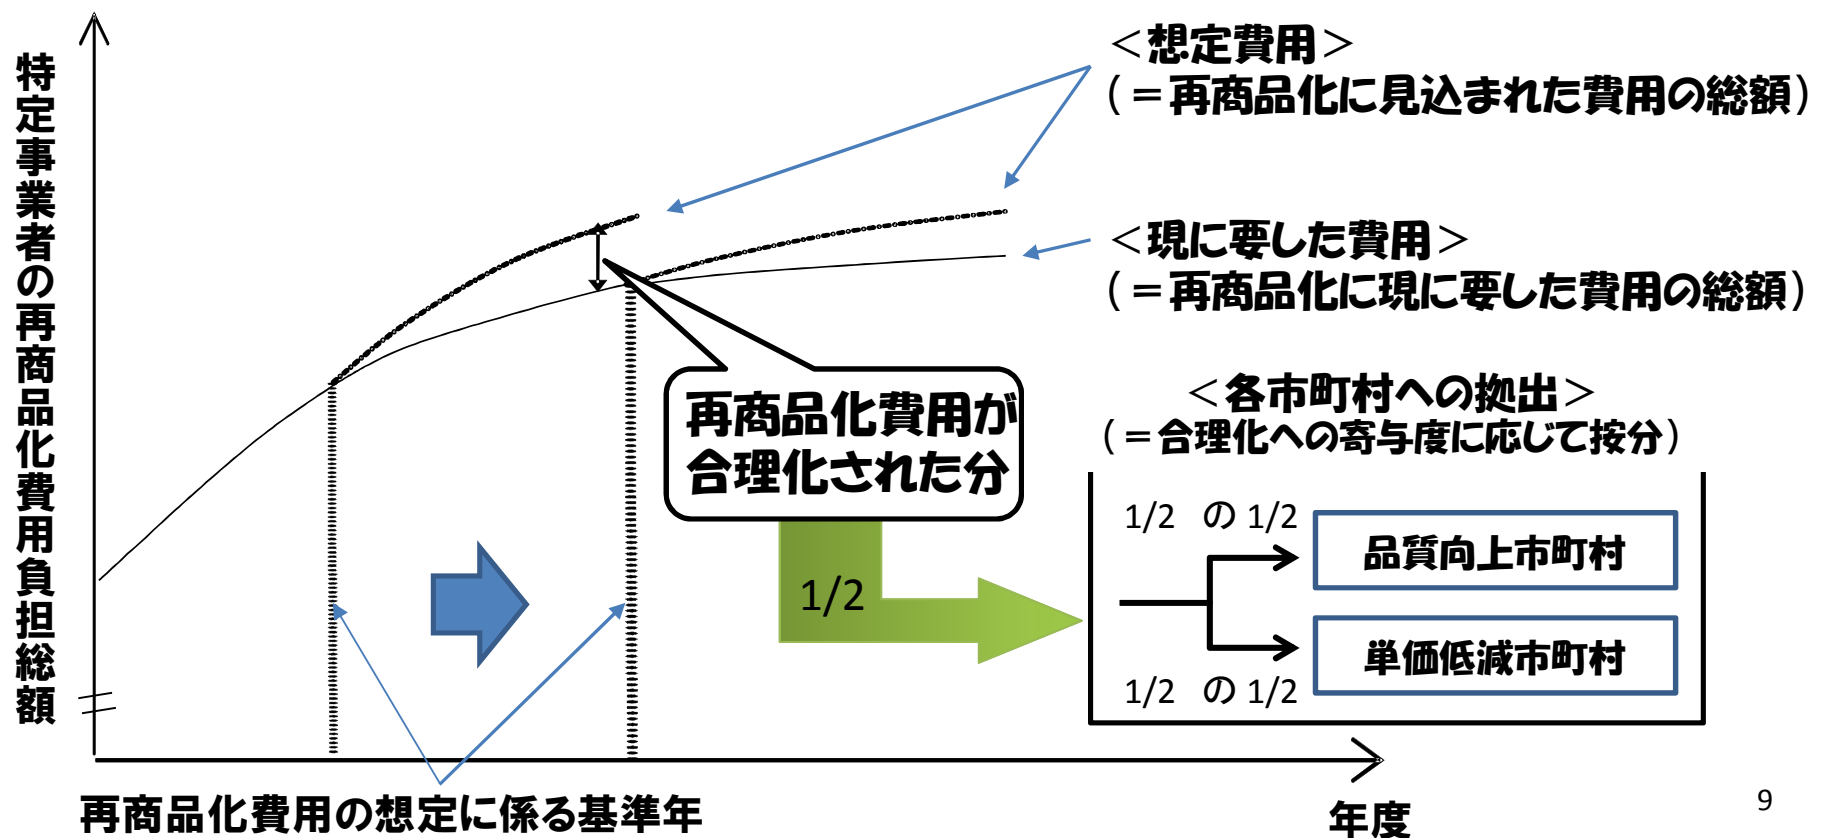 特定事業者の再商品化費用負担総額
＜想定費用＞
(＝再商品化に見込まれた費用の総額)
＜現に要した費用＞
(＝再商品化に現に要した費用の総額)
再商品化費用が
合理化された分
＜各市町村への拠出＞
(＝合理化への寄与度に応じて按分)
1/2 の 1/2
品質向上市町村
1/2
単価低減市町村
1/2 の 1/2
再商品化費用の想定に係る基準年
年度
9